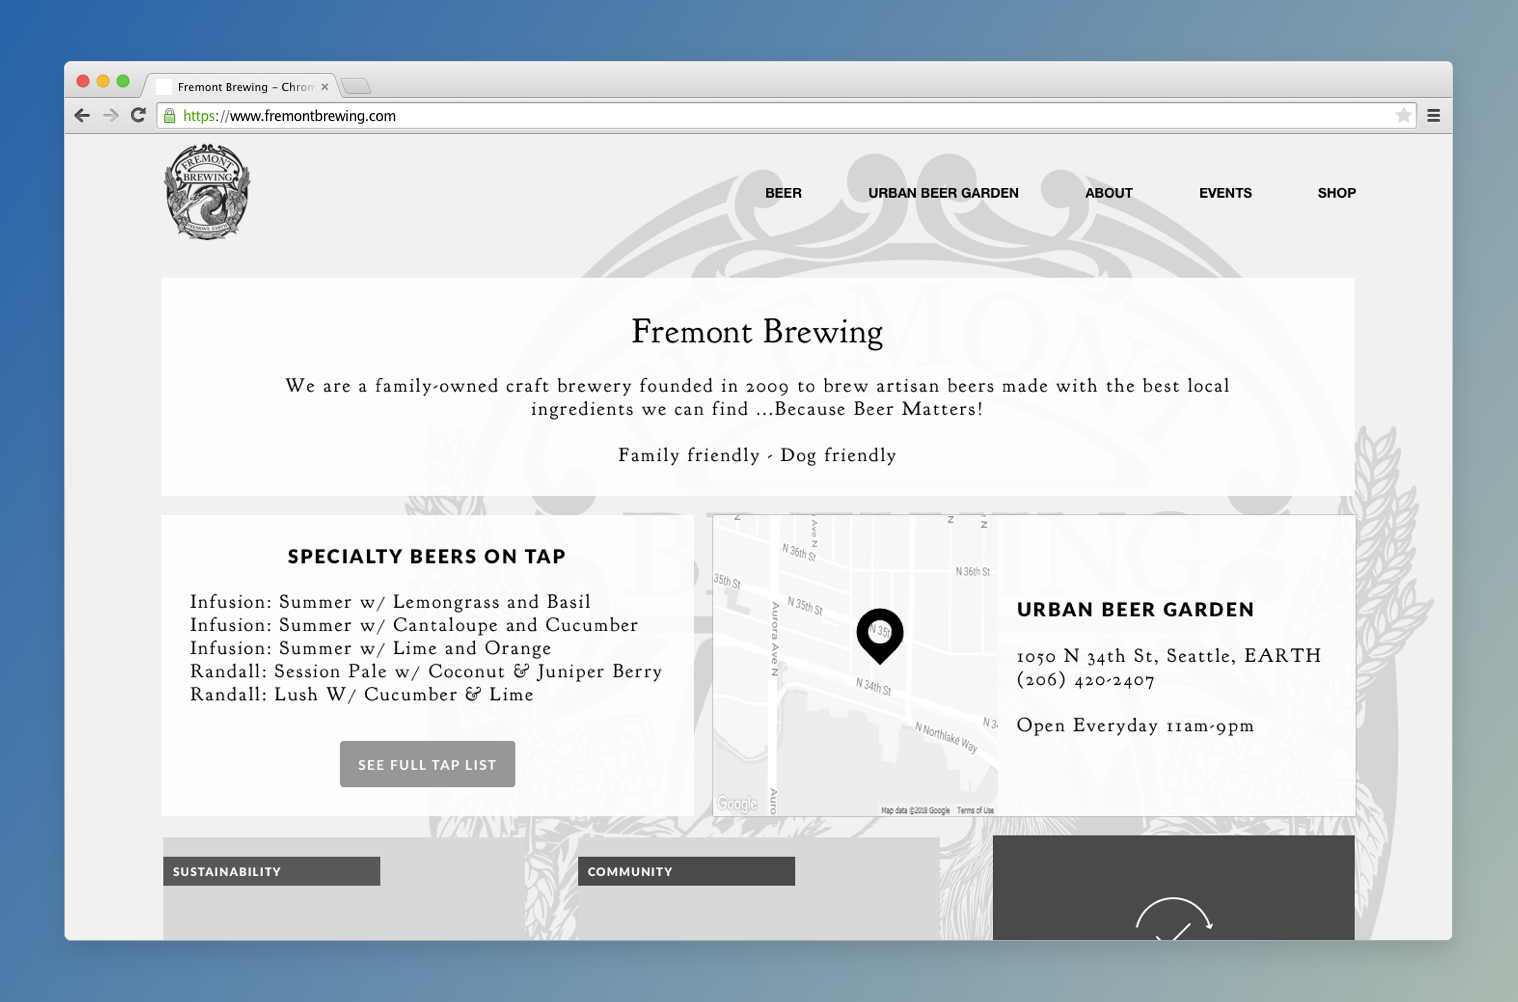 Fremont Brewing – Chrom
https://www.fremontbrewing.com
FREMONT
BREWING
BEER
URBAN BEER GARDEN
ABOUT
EVENTS
SHOP
Fremont Brewing
We are a family-owned craft brewery founded in 2009 to brew artisan beers made with the best local
ingredients we can find ...Because Beer Matters!
Family friendly - Dog friendly
SPECIALTY BEERS ON TAP
Infusion: Summer w/ Lemongrass and Basil
Infusion: Summer w/ Cantaloupe and Cucumber
Infusion: Summer w/ Lime and Orange
Randall: Session Pale w/ Coconut & Juniper Berry
Randall: Lush W/ Cucumber & Lime
SEE FULL TAP LIST
N
Ave N
N
N
N 36th St
N 36th St
35th St
N 35th St
N 35t
Aurora Ave N
N 34th St
N 3
N Northlake Way
Auro
Google
Map data ©2018 Google
Terms of Use
URBAN BEER GARDEN
1050 N 34th St, Seattle, EARTH
(206) 420-2407
Open Everyday 11am-9pm
SUSTAINABILITY
COMMUNITY